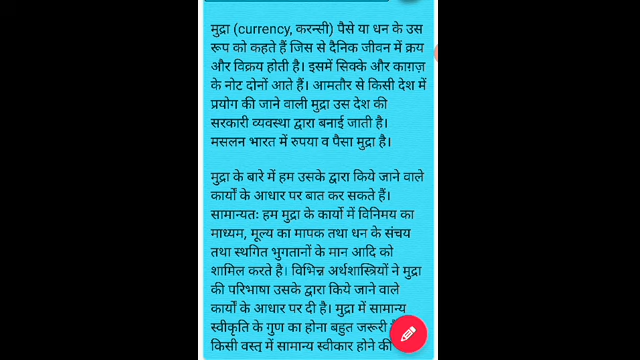 मुद्रा (currency, करन्सी) पैसे या धन के उस
रूप को कहते हैं जिस से दैनिक जीवन में क्रय
और विक्रय होती है। इसमें सिक्के और काग़ज़
के नोट दोनों आते हैं। आमतौर से किसी देश में
प्रयोग की जाने वाली मुद्रा उस देश की
सरकारी व्यवस्था द्वारा बनाई जाती है।
मसलन भारत में रुपया व पैसा मुद्रा है।
मुद्रा के बारे में हम उसके द्वारा किये जाने वाले
कार्यों के आधार पर बात कर सकते हैं।
सामान्यतः हम मुद्रा के कार्यो में विनिमय का
माध्यम, मूल्य का मापक तथा धन के संचय
तथा स्थगित भुगतानों के मान आदि को
शामिल करते है। विभिन्न अर्थशास्त्रियों ने मुद्रा
की परिभाषा उसके द्वारा किये जाने वाले
कार्यों के आधार पर दी है। मुद्रा में सामान्य
स्वीकृति के गुण का होना बहुत जरूरी
किसी वस्तु में सामान्य स्वीकार होने की